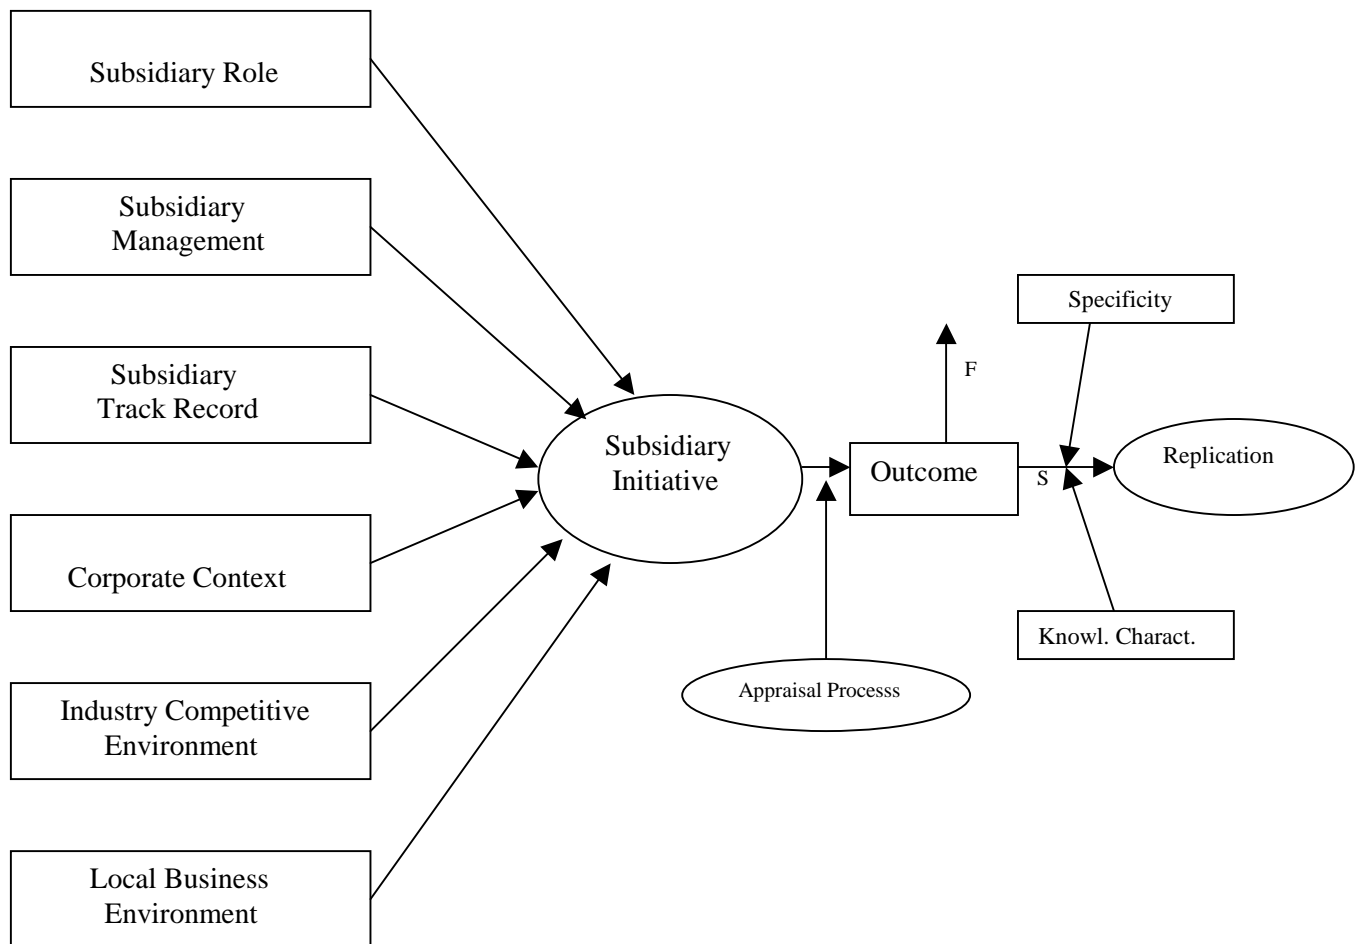 Subsidiary Role
Subsidiary
Management
Subsidiary
Track Record
Corporate Context
Industry Competitive
Environment
Local Business
Environment
Subsidiary
Initiative
Appraisal Processs
Outcome
F
S
Specificity
Knowl. Charact.
Replication